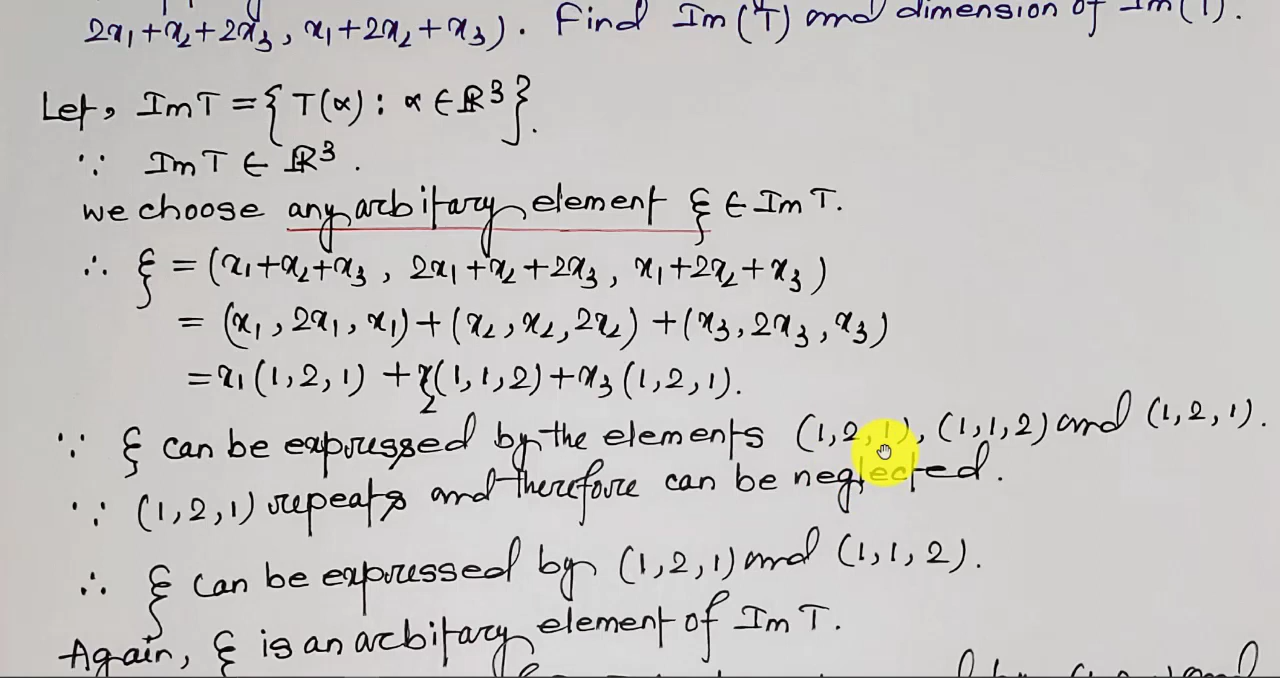 2x₁+x₂+2x₃, x₁+2x₂+x₃). Find Im(T) and dimension of Im(T).
Let, ImT = { T(α) : α ∈ ℝ³}.
∵ ImT ∈ ℝ³.
we choose any arbitary element ξ ∈ ImT.
∴ ξ = (x₁+x₂+x₃, 2x₁+x₂+2x₃, x₁+2x₂+x₃)
= (x₁, 2x₁, x₁) + (x₂, x₂, 2x₂) + (x₃, 2x₃, x₃)
= x₁(1,2,1) + x₂(1,1,2) + x₃(1,2,1).
∵ ξ can be expressed by the elements (1,2,1), (1,1,2) and (1,2,1).
∵ (1,2,1) repeats and therefore can be neglected.
∴ ξ can be expressed by (1,2,1) and (1,1,2).
Again, ξ is an arbitary element of ImT.